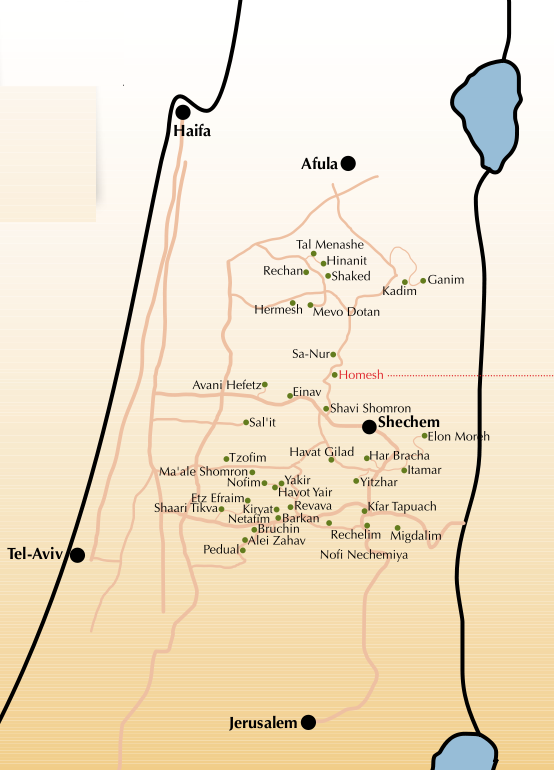 Haifa
Afula
Tal Menashe
Hinanit
Rechan
Shaked
Ganim
Kadim
Hermesh
Mevo Dotan
Sa-Nur
Homesh
Avani Hefetz
Einav
Shavi Shomron
Sal'it
Shechem
Elon Moreh
Havat Gilad
Tzofim
Har Bracha
Ma'ale Shomron
Itamar
Nofim
Yakir
Yitzhar
Havot Yair
Etz Efraim
Revava
Shaari Tikva
Kiryat
Netafim
Kfar Tapuach
Barkan
Bruchin
Rechelim
Migdalim
Alei Zahav
Pedual
Nofi Nechemiya
Tel-Aviv
Jerusalem